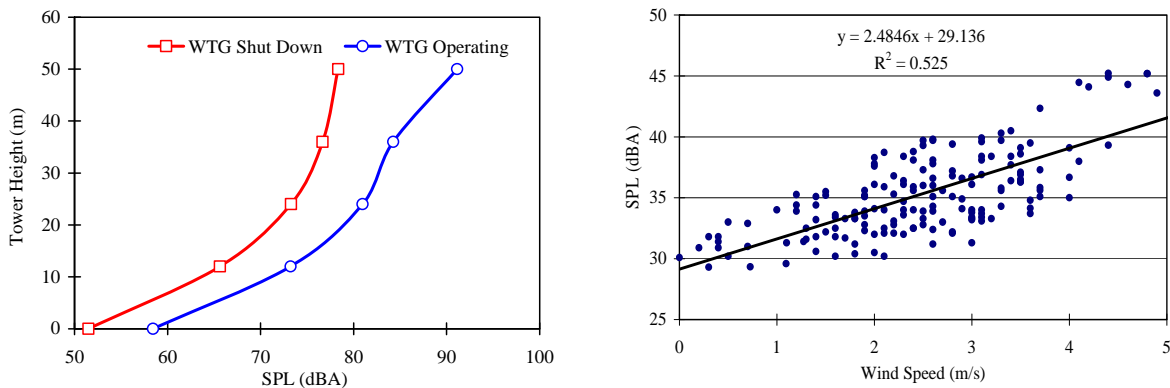 60
50
40
30
20
10
0
Tower Height (m)
WTG Shut Down
WTG Operating
50 60 70 80 90 100
SPL (dBA)
50
45
40
35
30
25
SPL (dBA)
y = 2.4846x + 29.136
R² = 0.525
0 1 2 3 4 5
Wind Speed (m/s)